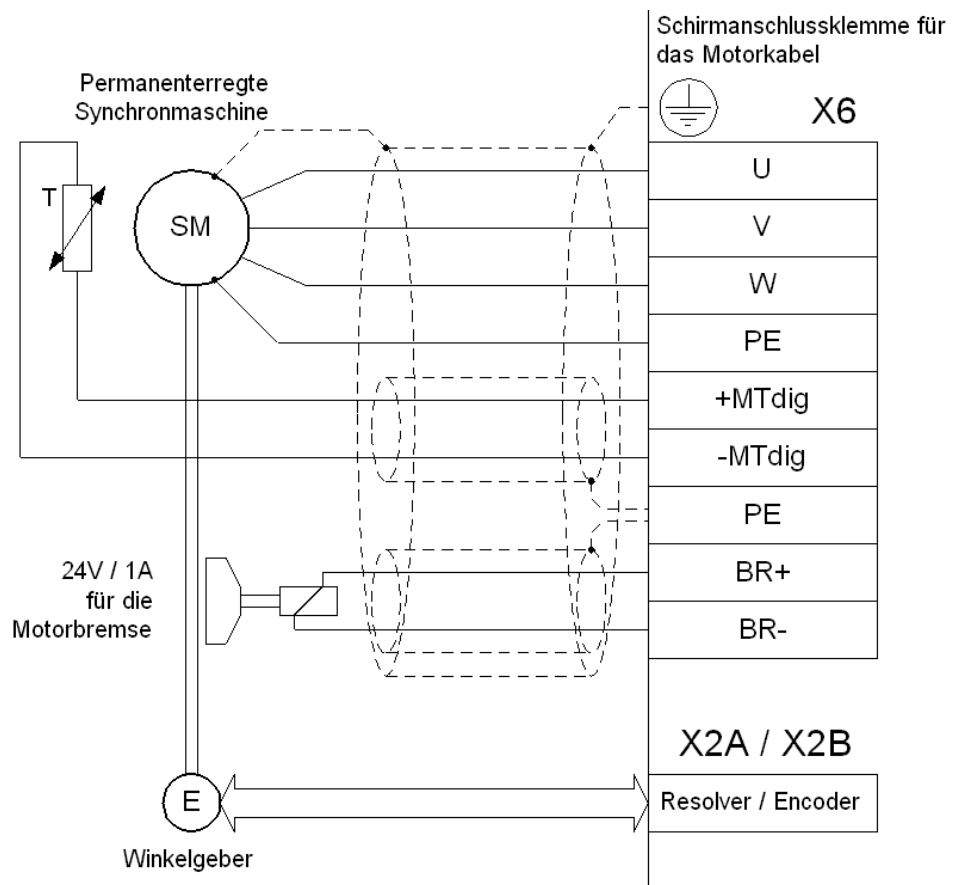 Schirmanschlussklemme für
das Motorkabel
Permanenterregte
Synchronmaschine
X6
U
T
SM
V
W
PE
+MTdig
-MTdig
PE
24V / 1A
für die
Motorbremse
BR+
BR-
X2A / X2B
E
Resolver / Encoder
Winkelgeber